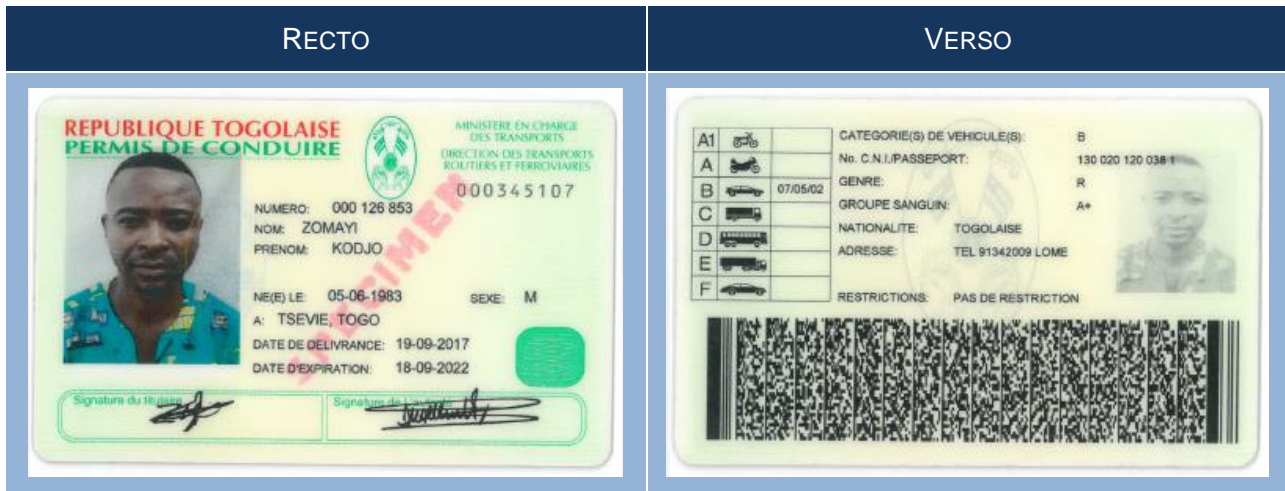 RECTO
REPUBLIQUE TOGOLAISE
PERMIS DE CONDUIRE
MINISTERE EN CHARGE
DES TRANSPORTS
DIRECTION DES TRANSPORTS
ROUTIERS ET FERROVIAIRES
000345107
NUMERO: 000 126 853
NOM: ZOMAYI
PRENOM: KODJO
NE(E) LE: 05-06-1983 SEXE: M
A: TSEVIE, TOGO
DATE DE DELIVRANCE: 19-09-2017
DATE D'EXPIRATION: 18-09-2022
SPECIMEN
Signature du titulaire
Signature de L'autorité
VERSO
A1
A
B 07/05/02
C
D
E
F
CATEGORIE(S) DE VEHICULE(S): B
No. C.N.I./PASSEPORT: 130 020 120 038 1
GENRE: R
GROUPE SANGUIN: A+
NATIONALITE: TOGOLAISE
ADRESSE: TEL 91342009 LOME
RESTRICTIONS: PAS DE RESTRICTION